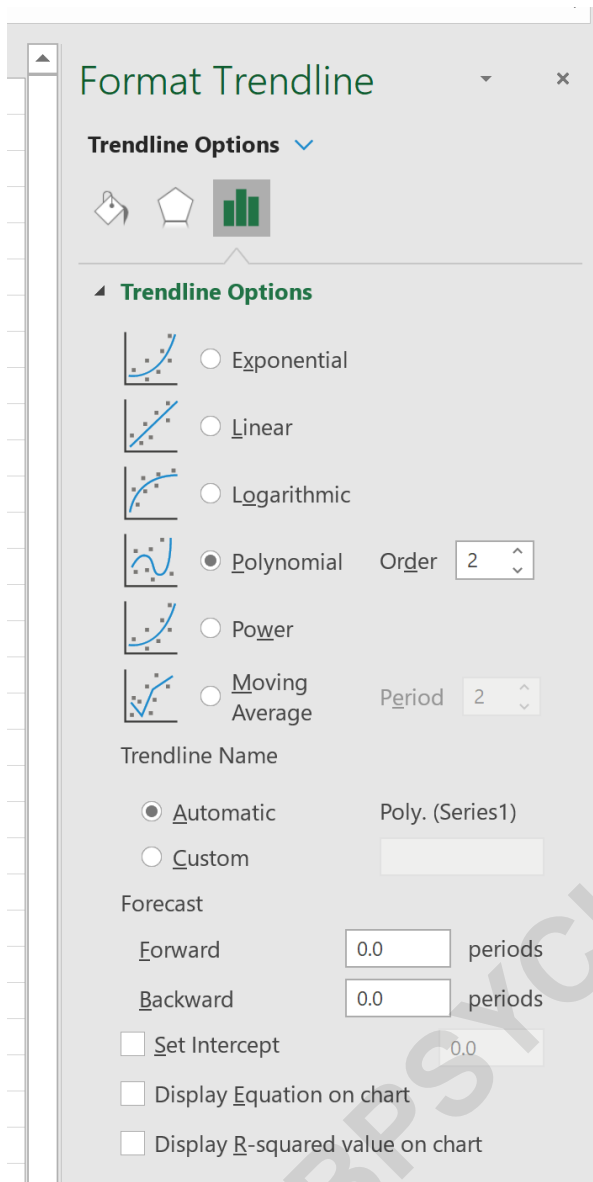 Format Trendline
Trendline Options
Trendline Options
Exponential
Linear
Logarithmic
Polynomial Order 2
Power
Moving
Average Period 2
Trendline Name
Automatic Poly. (Series1)
Custom
Forecast
Forward 0.0 periods
Backward 0.0 periods
Set Intercept 0.0
Display Equation on chart
Display R-squared value on chart